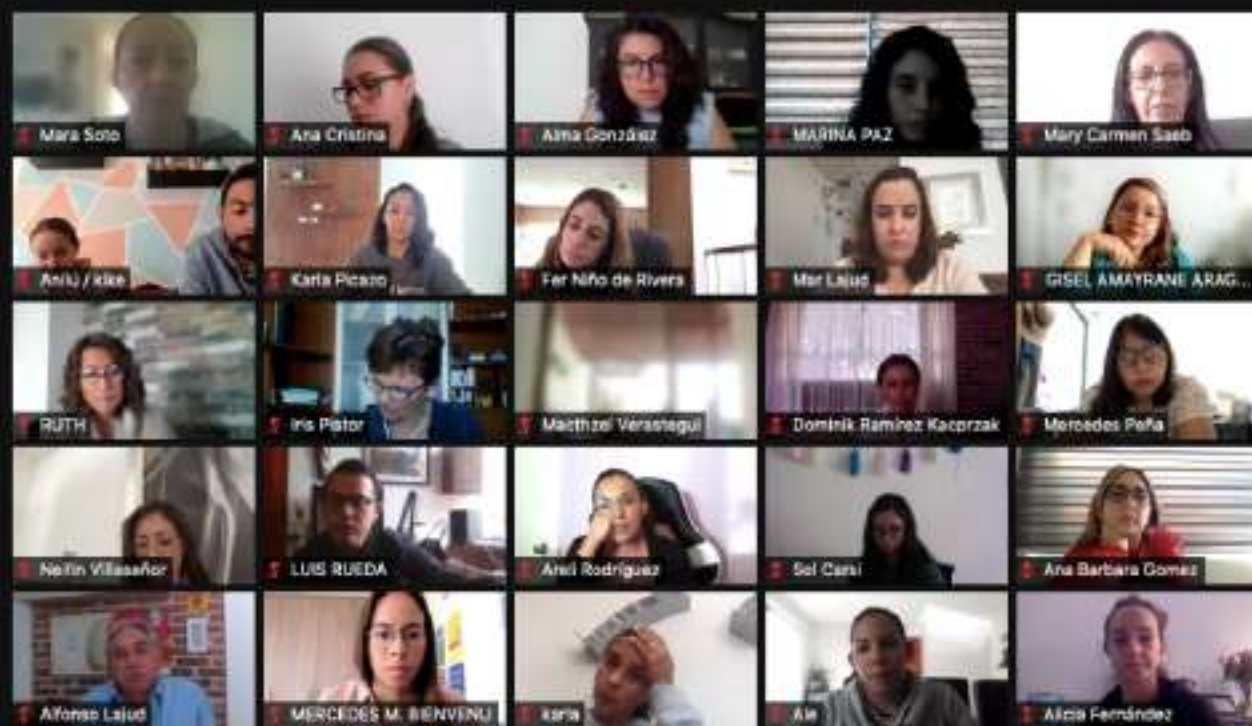 Mara Soto
Ana Cristina
Alma González
MARINA PAZ
Mary Carmen Saeb
Anilú / kike
Karla Picazo
Fer Niño de Rivera
Mar Lajud
GISEL AMAYRANE ARAG...
RUTH
Iris Pistor
Macthzel Verastegui
Dominik Ramírez Kacprzak
Mercedes Peña
Nelfin Villaseñor
LUIS RUEDA
Areli Rodríguez
Sol Carsi
Ana Barbara Gomez
Alfonso Lajud
MERCEDES M. BIENVENU
karla
Ale
Alicia Fernández